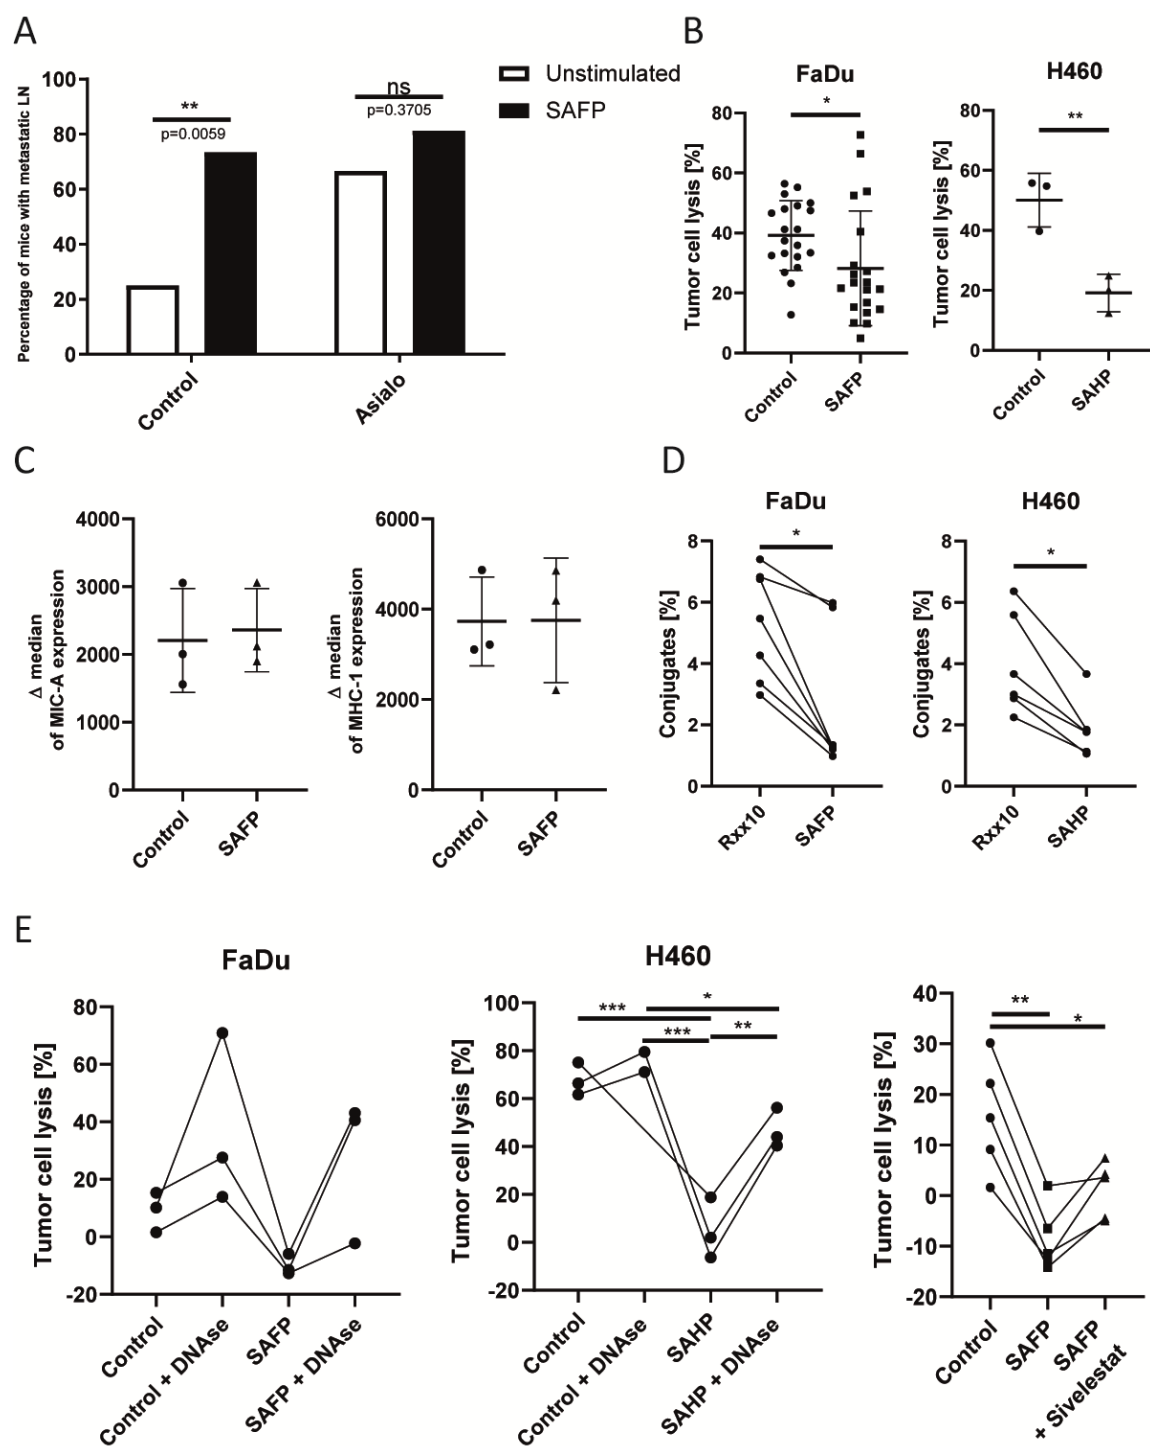 A
Percentage of mice with metastatic LN
100
80
60
40
20
0
**
p=0.0059
ns
p=0.3705
Control
Asialo
Unstimulated
SAFP
B
FaDu
Tumor cell lysis [%]
80
60
40
20
0
*
Control
SAFP
H460
Tumor cell lysis [%]
80
60
40
20
0
**
Control
SAHP
C
Δ median
of MIC-A expression
4000
3000
2000
1000
0
Control
SAFP
Δ median
of MHC-1 expression
6000
4000
2000
0
Control
SAFP
D
FaDu
Conjugates [%]
8
6
4
2
0
*
Rxx10
SAFP
H460
Conjugates [%]
8
6
4
2
0
*
Rxx10
SAHP
E
FaDu
Tumor cell lysis [%]
80
60
40
20
0
-20
Control
Control + DNAse
SAFP
SAFP + DNAse
H460
Tumor cell lysis [%]
100
80
60
40
20
0
-20
***
*
***
**
Control
Control + DNAse
SAHP
SAHP + DNAse
Tumor cell lysis [%]
40
30
20
10
0
-10
-20
**
*
Control
SAFP
SAFP
+ Sivelestat